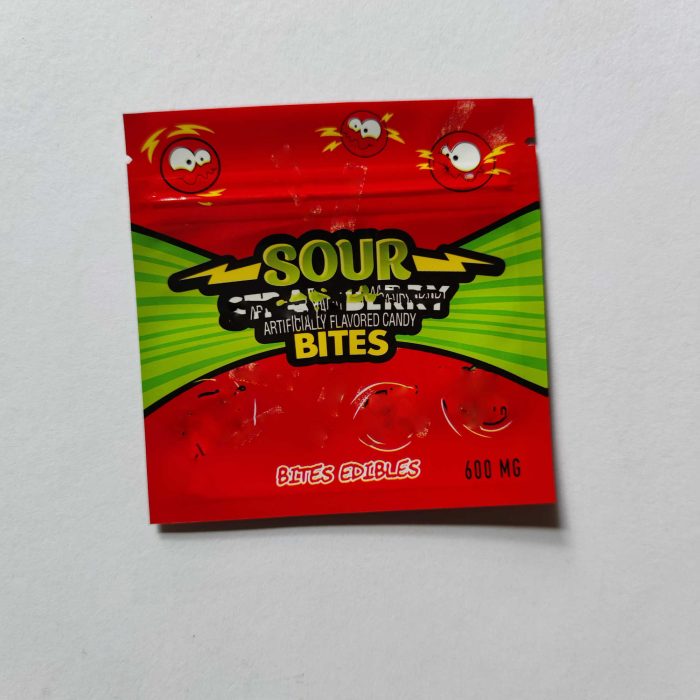 SOUR
ARTIFICIALLY FLAVORED CANDY
BITES
BITES EDIBLES
600 MG